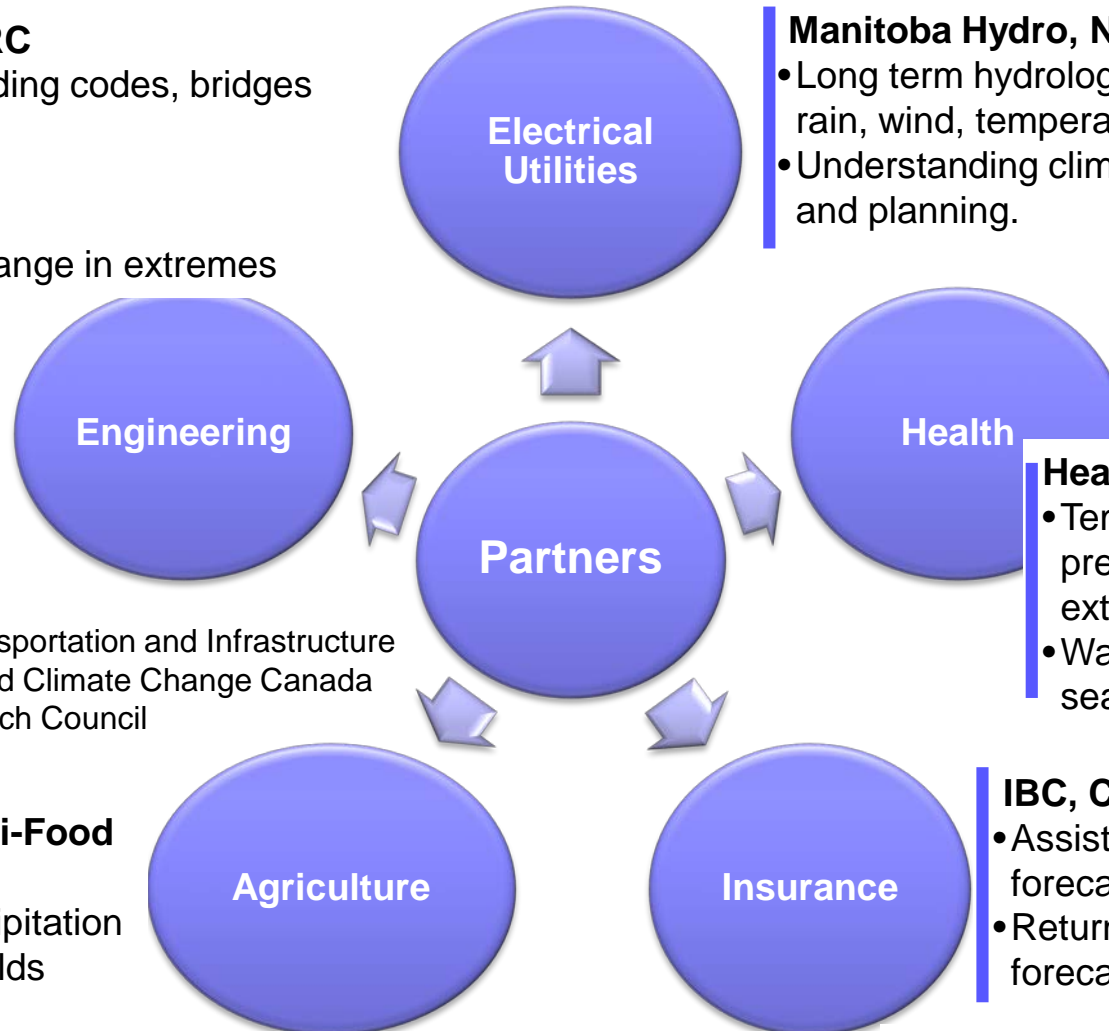 RC
ding codes, bridges
ange in extremes
Electrical
Utilities
Manitoba Hydro, N
•Long term hydrolog
rain, wind, tempera
•Understanding clim
and planning.
Engineering
Health
Hea
•Ter
pre
ext
•Wa
sea
Partners
sportation and Infrastructure
d Climate Change Canada
ch Council
i-Food
ipitation
lds
Agriculture
Insurance
IBC, C
•Assist
foreca
•Return
foreca